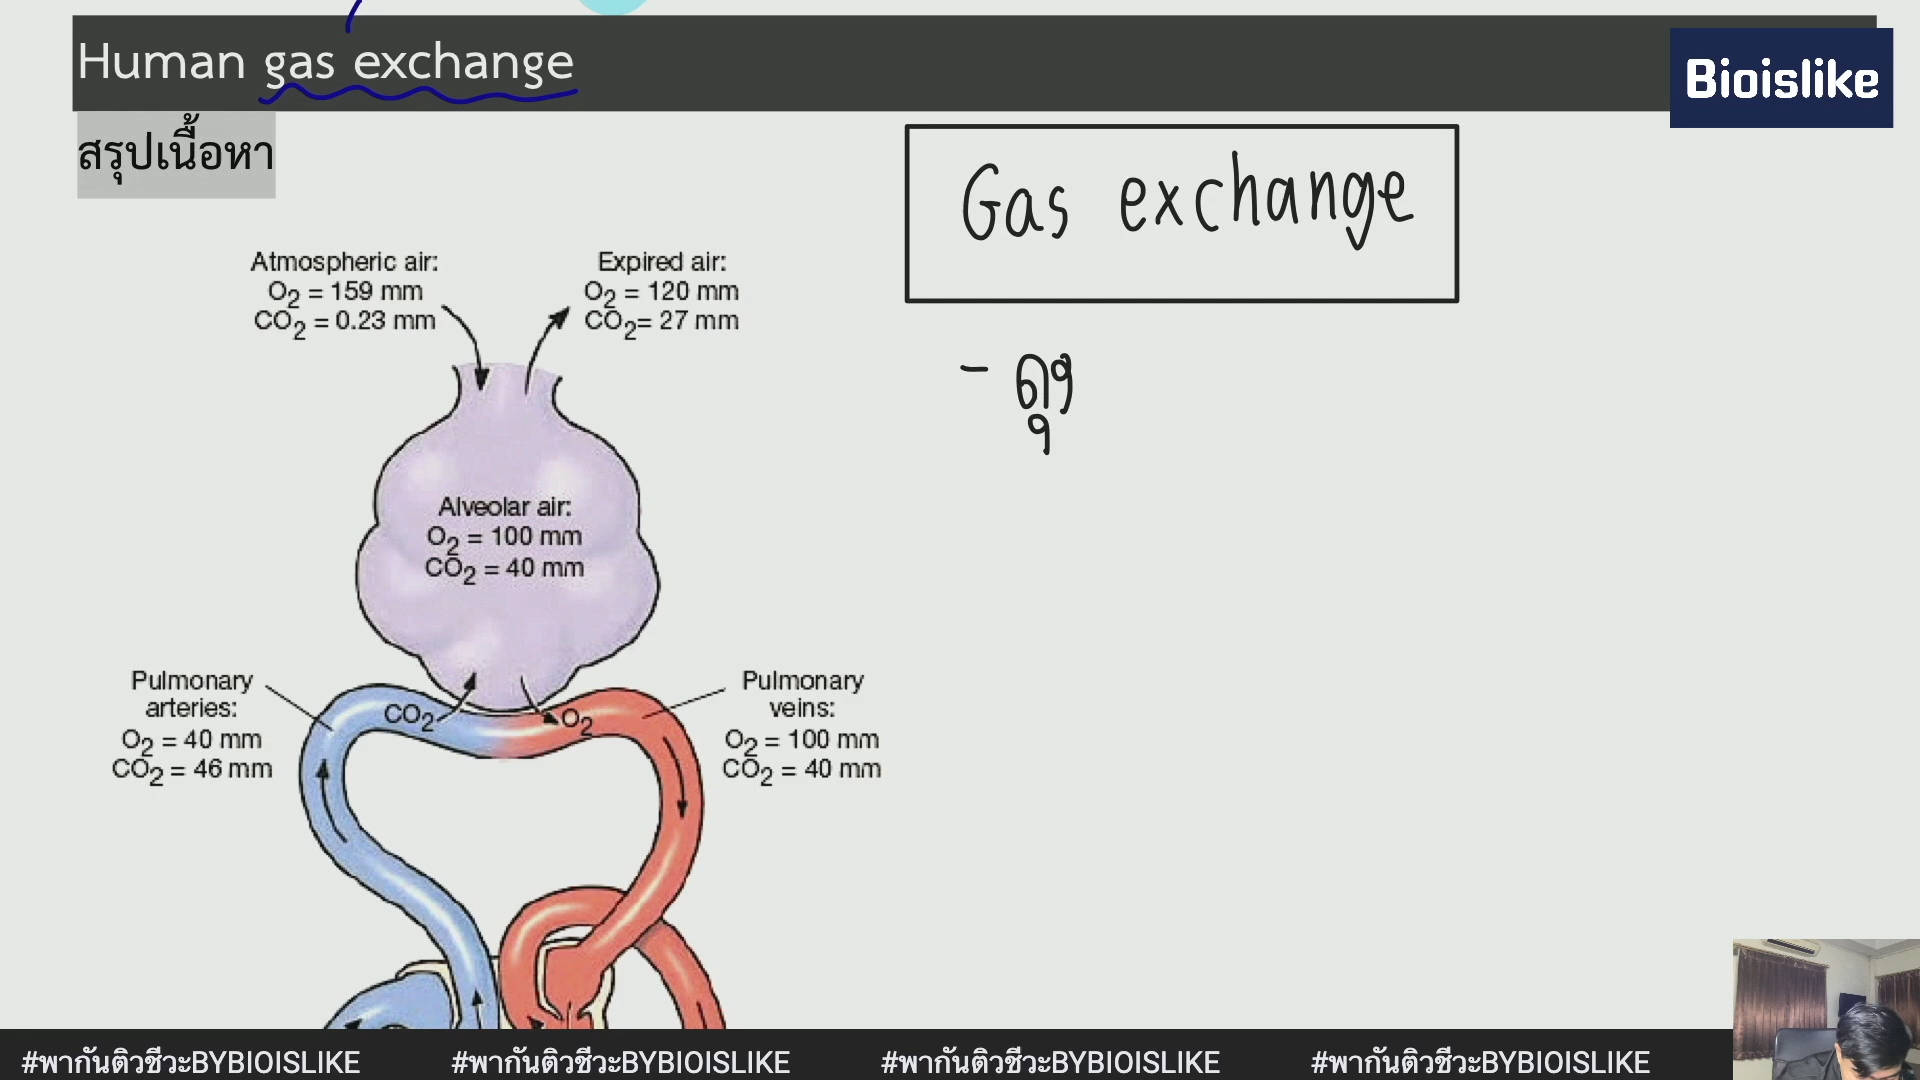 Human gas exchange
Bioislike
สรุปเนื้อหา
Gas exchange
Atmospheric air:
O2 = 159 mm
CO2 = 0.23 mm
Expired air:
O2 = 120 mm
CO2= 27 mm
Alveolar air:
O2 = 100 mm
CO2 = 40 mm
Pulmonary
arteries:
O2 = 40 mm
CO2 = 46 mm
CO2
O2
Pulmonary
veins:
O2 = 100 mm
CO2 = 40 mm
#พากันติวชีวะBYBIOISLIKE #พากันติวชีวะBYBIOISLIKE #พากันติวชีวะBYBIOISLIKE #พากันติวชีวะBYBIOISLIKE